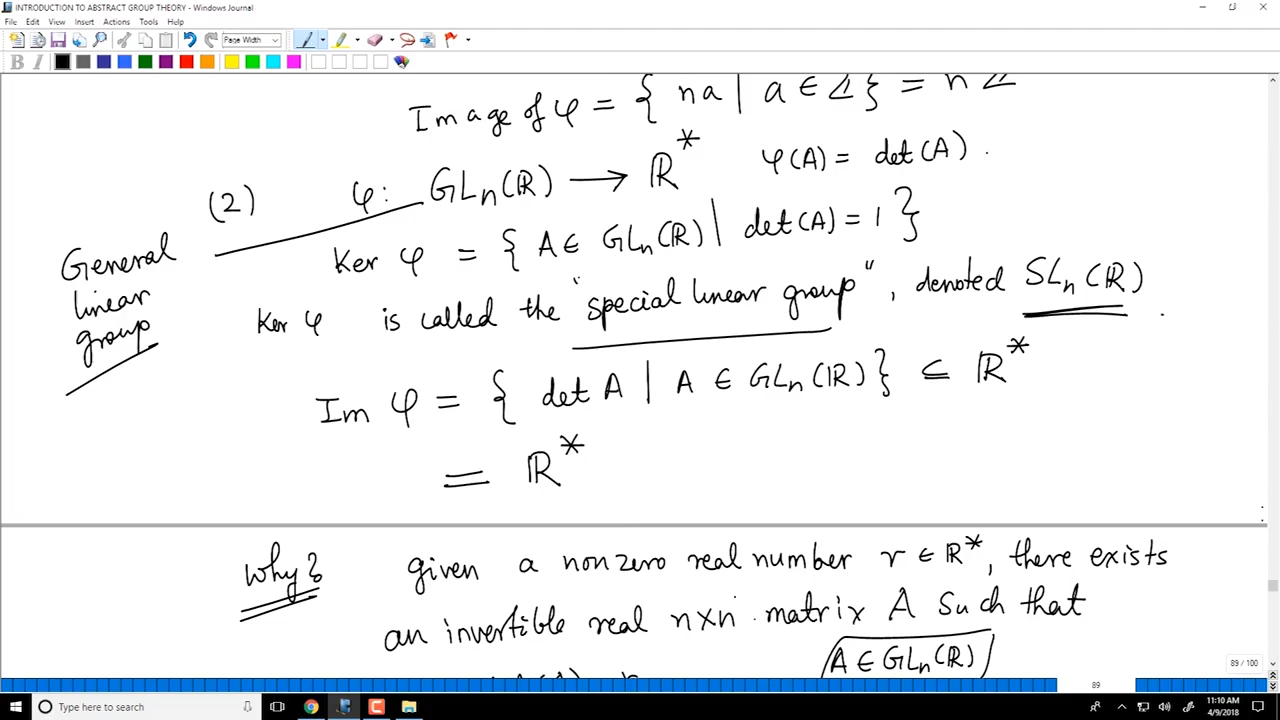 INTRODUCTION TO ABSTRACT GROUP THEORY - Windows Journal
File Edit View Insert Actions Tools Help
Page Width
B I
Image of φ = { na | a ∈ ℤ } = nℤ
(2) φ: GLn(ℝ) ⟶ ℝ* φ(A) = det(A).
General linear group
Ker φ = { A ∈ GLn(ℝ) | det(A) = 1 }
Ker φ is called the "special linear group", denoted SLn(ℝ).
Im φ = { det A | A ∈ GLn(ℝ) } ⊆ ℝ*
= ℝ*
Why? given a nonzero real number r ∈ ℝ*, there exists
an invertible real n×n matrix A such that
A ∈ GLn(ℝ)
89 / 100
89
Type here to search
11:10 AM
4/9/2018